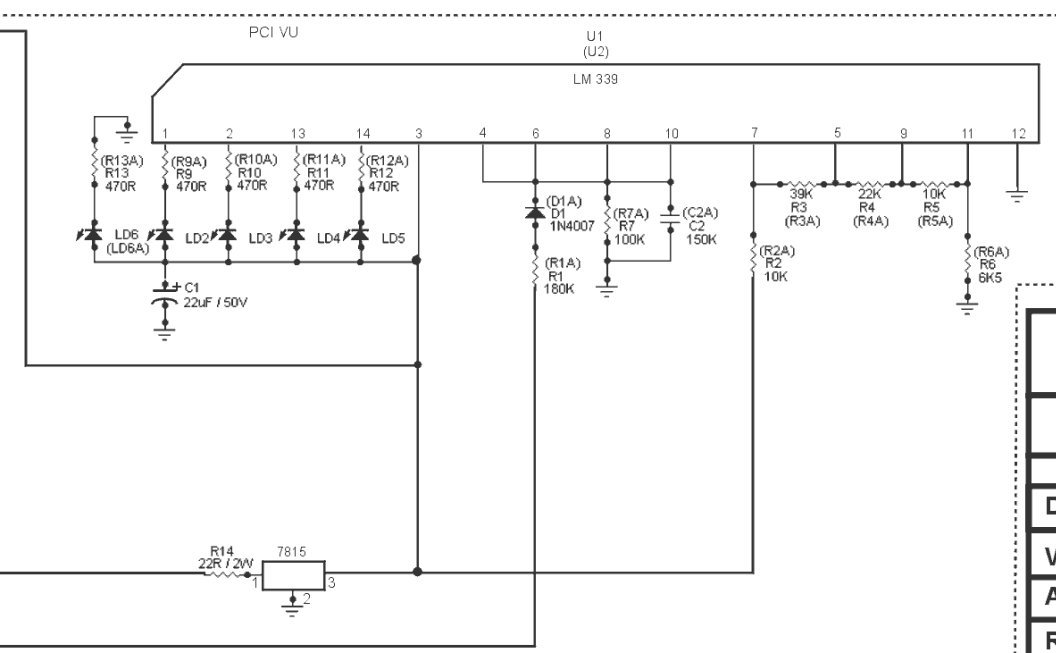 PCI VU
U1
(U2)
LM 339
1 2 13 14 3 4 6 8 10 7 5 9 11 12
(R13A)
R13
470R
(R9A)
R9
470R
(R10A)
R10
470R
(R11A)
R11
470R
(R12A)
R12
470R
LD6
(LD6A)
LD2
LD3
LD4
LD5
+ C1
22uF / 50V
(D1A)
D1
1N4007
(R1A)
R1
180K
(R7A)
R7
100K
(C2A)
C2
150K
39K
R3
(R3A)
22K
R4
(R4A)
10K
R5
(R5A)
(R2A)
R2
10K
(R6A)
R6
6K5
R14
22R / 2W
7815
1
3
2
D
V
A
R